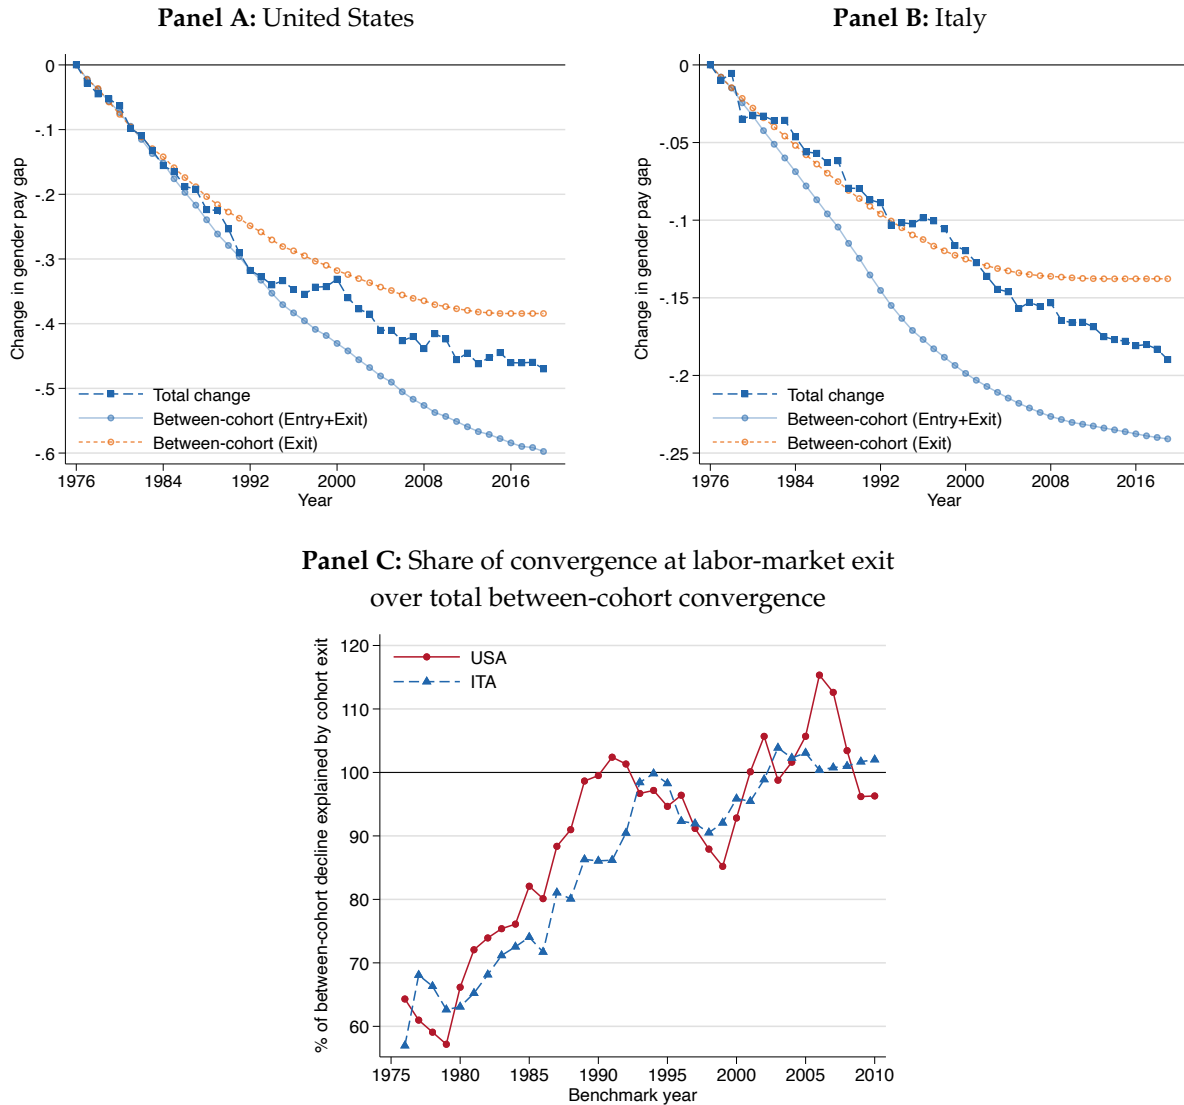 Panel A: United States
Change in gender pay gap
0
-.1
-.2
-.3
-.4
-.5
-.6
Total change
Between-cohort (Entry+Exit)
Between-cohort (Exit)
1976 1984 1992 2000 2008 2016
Year
Panel B: Italy
Change in gender pay gap
0
-.05
-.1
-.15
-.2
-.25
Total change
Between-cohort (Entry+Exit)
Between-cohort (Exit)
1976 1984 1992 2000 2008 2016
Year
Panel C: Share of convergence at labor-market exit
over total between-cohort convergence
% of between-cohort decline explained by cohort exit
120
110
100
90
80
70
60
USA
ITA
1975 1980 1985 1990 1995 2000 2005 2010
Benchmark year